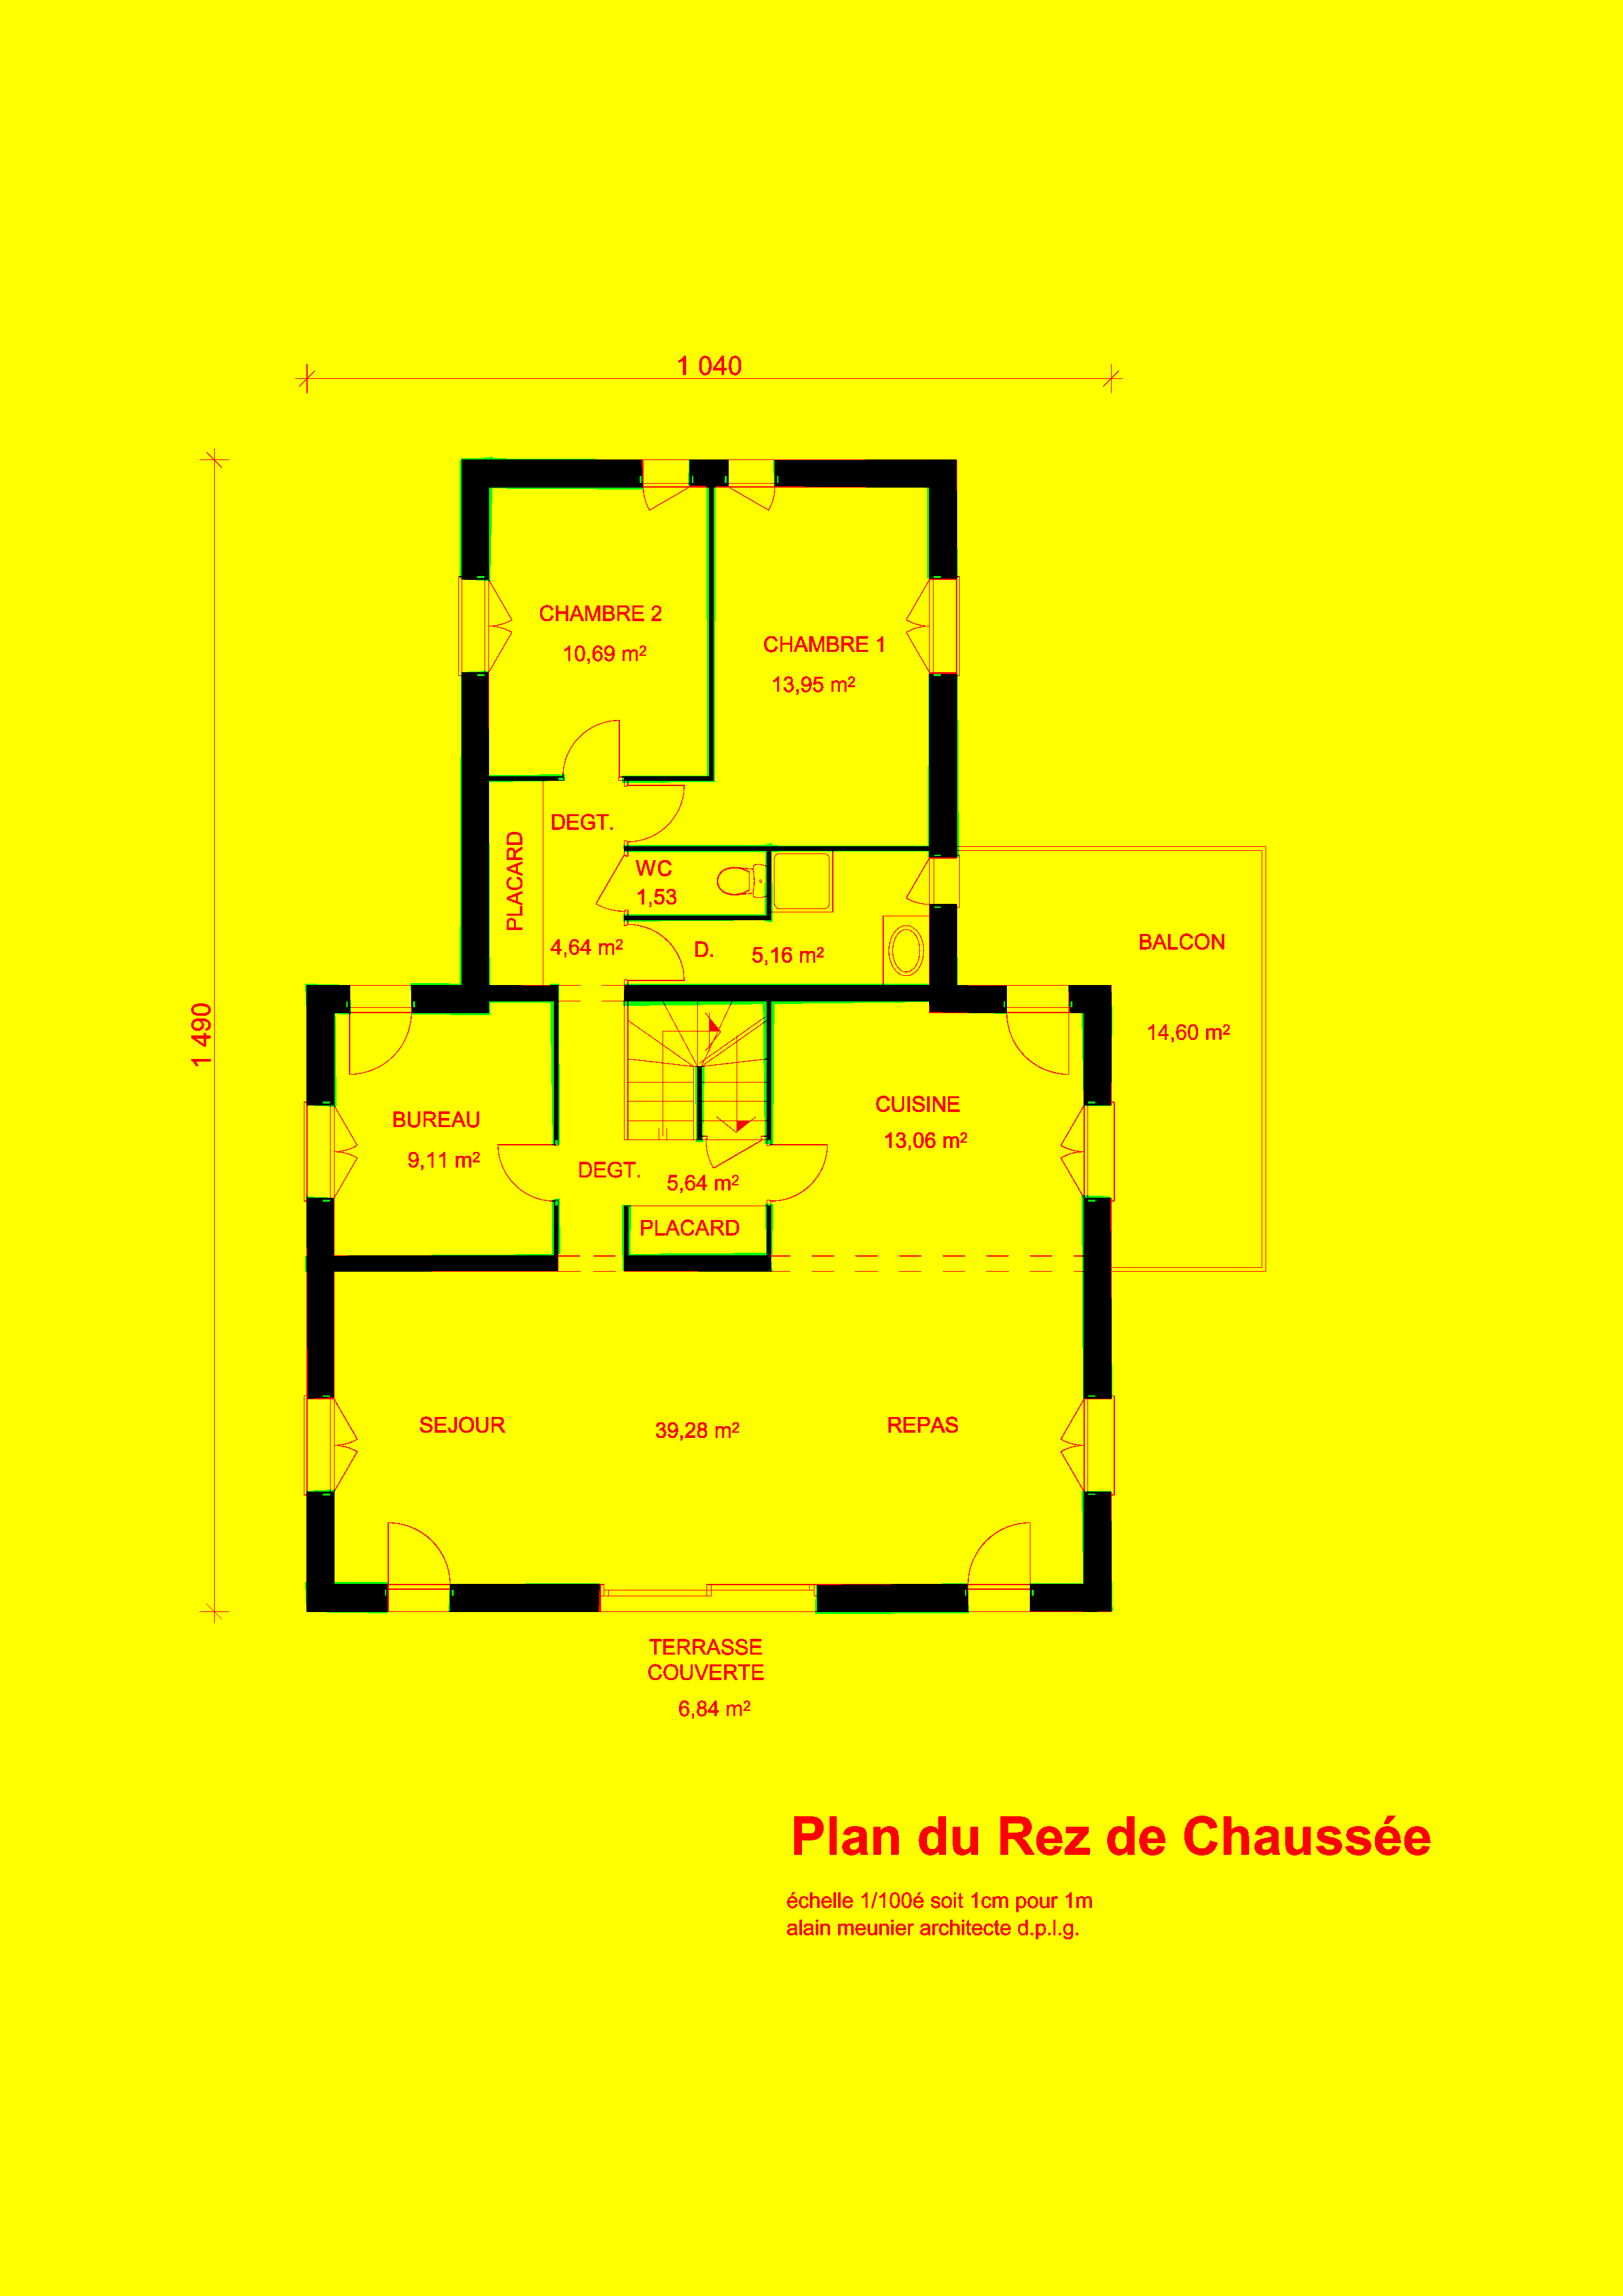 1 040
CHAMBRE 2
10,69 m²
CHAMBRE 1
13,95 m²
DEGT.
PLACARD
WC
1,53
4,64 m²
D.
5,16 m²
BALCON
14,60 m²
1 490
BUREAU
9,11 m²
CUISINE
13,06 m²
DEGT.
5,64 m²
PLACARD
SEJOUR
39,28 m²
REPAS
TERRASSE
COUVERTE
6,84 m²
Plan du Rez de Chaussée
échelle 1/100é soit 1cm pour 1m
alain meunier architecte d.p.l.g.